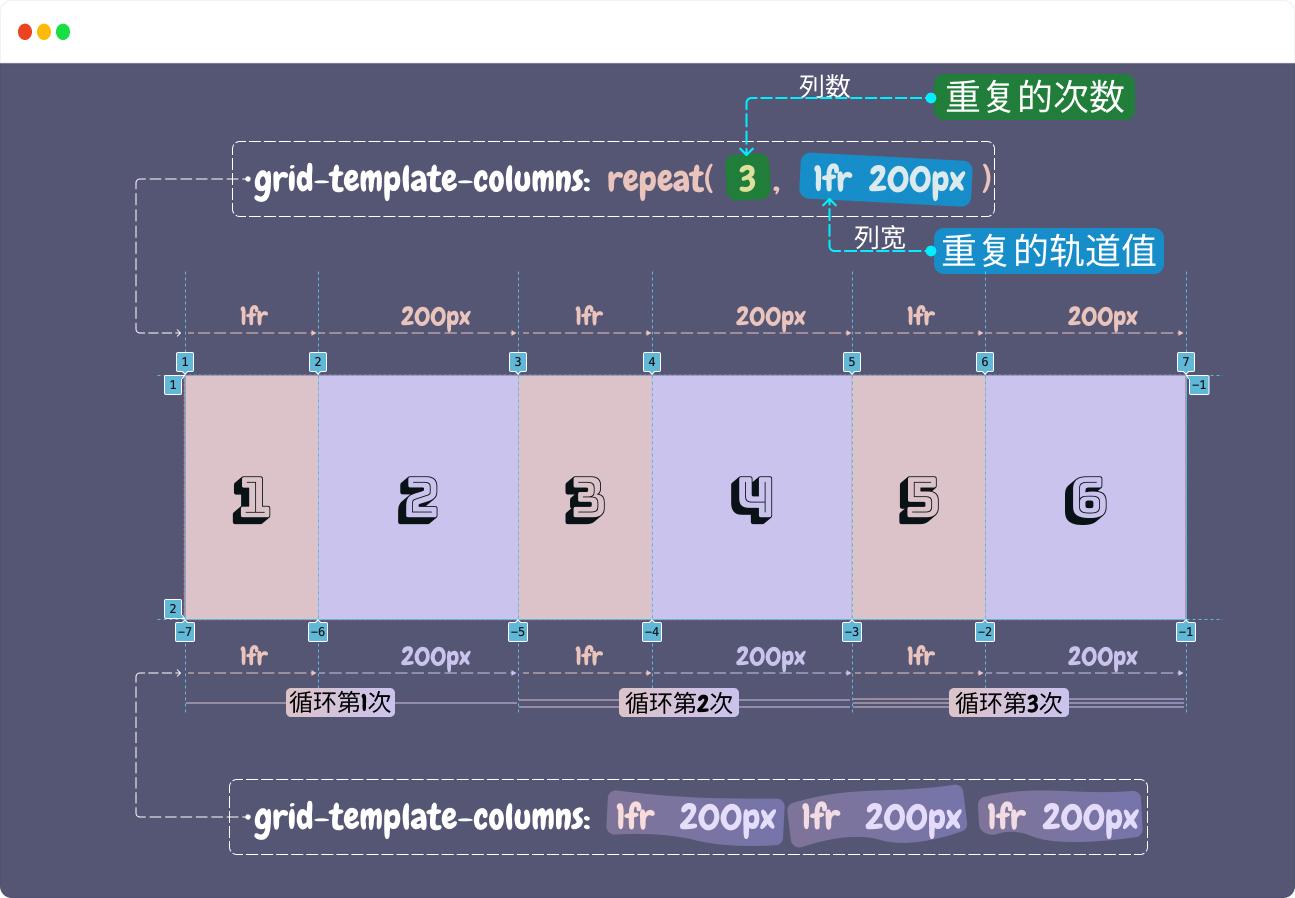 列数
重复的次数
grid-template-columns: repeat( 3, 1fr 200px )
列宽
重复的轨道值
1fr 200px 1fr 200px 1fr 200px
1 2 3 4 5 6 7
1 -1
1 2 3 4 5 6
2
-7 -6 -5 -4 -3 -2 -1
1fr 200px 1fr 200px 1fr 200px
循环第1次 循环第2次 循环第3次
grid-template-columns: 1fr 200px 1fr 200px 1fr 200px